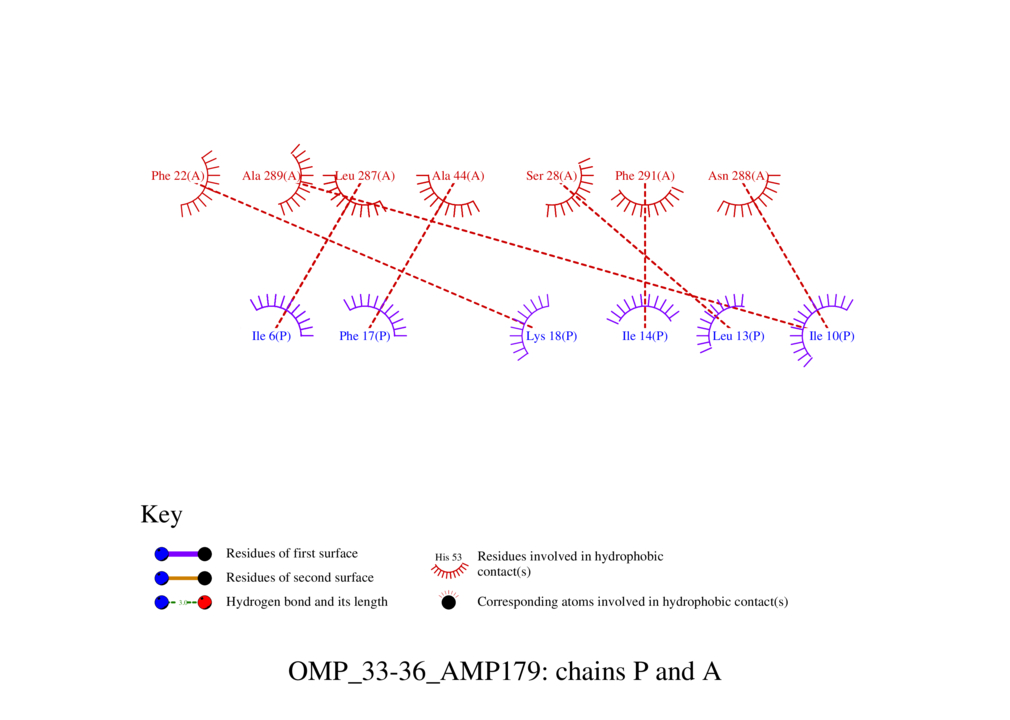 Phe 22(A) Ala 289(A) Leu 287(A) Ala 44(A) Ser 28(A) Phe 291(A) Asn 288(A)
Ile 6(P) Phe 17(P) Lys 18(P) Ile 14(P) Leu 13(P) Ile 10(P)
Key
Residues of first surface
Residues of second surface
3.0 Hydrogen bond and its length
His 53 Residues involved in hydrophobic
contact(s)
Corresponding atoms involved in hydrophobic contact(s)
OMP_33-36_AMP179: chains P and A